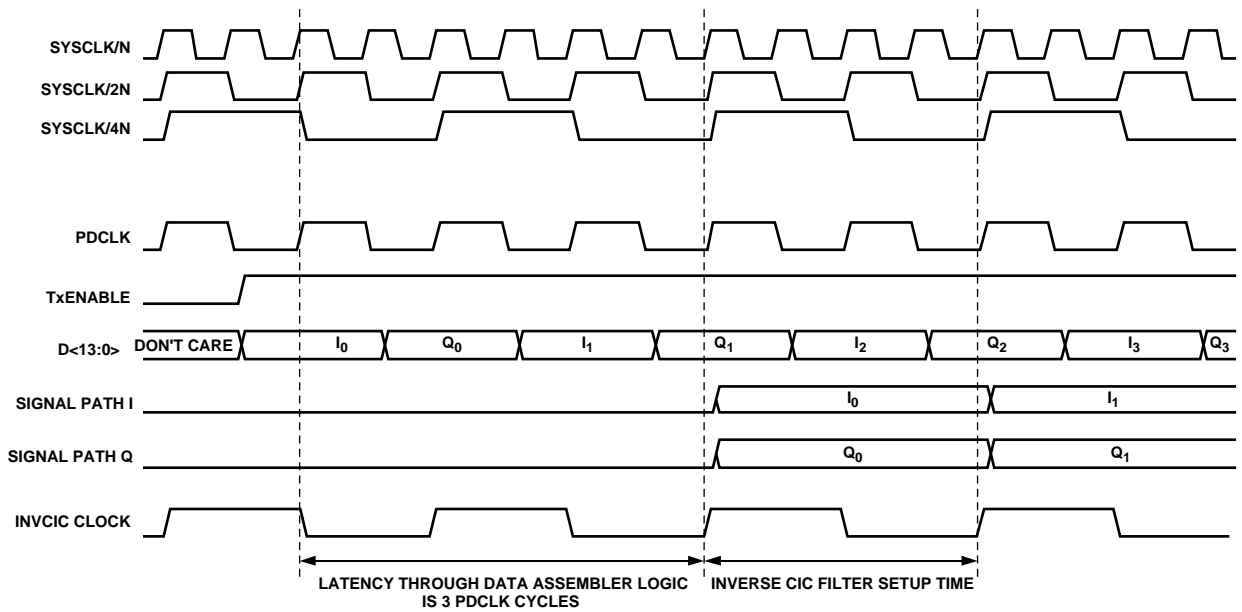 SYSCLK/N
SYSCLK/2N
SYSCLK/4N
PDCLK
TxENABLE
D<13:0> DON'T CARE I0 Q0 I1 Q1 I2 Q2 I3 Q3
SIGNAL PATH I I0 I1
SIGNAL PATH Q Q0 Q1
INVCIC CLOCK
LATENCY THROUGH DATA ASSEMBLER LOGIC
IS 3 PDCLK CYCLES
INVERSE CIC FILTER SETUP TIME